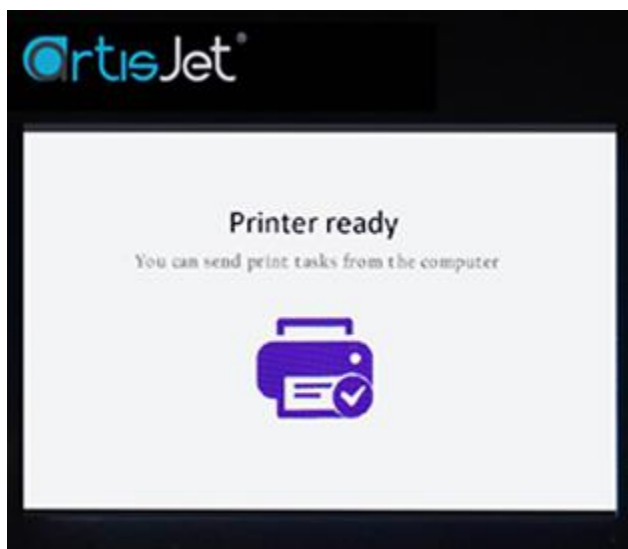 artisJet®
Printer ready
You can send print tasks from the computer